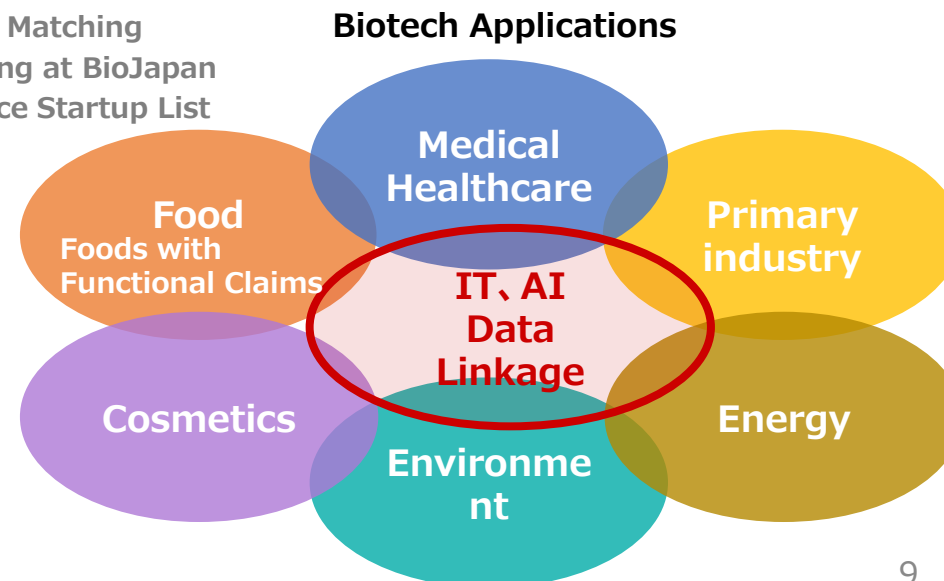 Matching
Biotech Applications
ng at BioJapan
ce Startup List
Medical
Healthcare
Food
Foods with
Functional Claims
Primary
industry
IT、AI
Data
Linkage
Cosmetics
Energy
Environme
nt
9